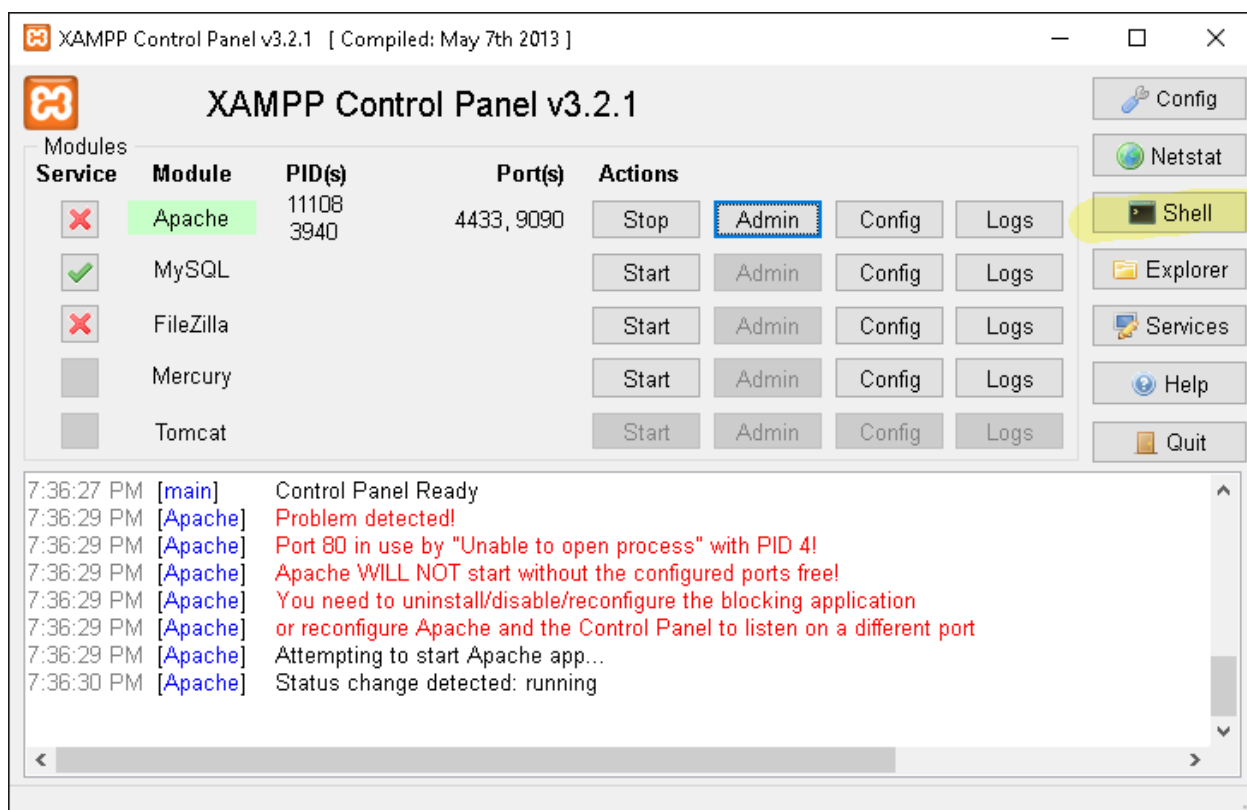 XAMPP Control Panel v3.2.1 [ Compiled: May 7th 2013 ]
XAMPP Control Panel v3.2.1
Config
Modules
Netstat
Service Module PID(s) Port(s) Actions
Apache 11108 3940 4433, 9090 Stop Admin Config Logs
Shell
MySQL Start Admin Config Logs
Explorer
FileZilla Start Admin Config Logs
Services
Mercury Start Admin Config Logs
Help
Tomcat Start Admin Config Logs
Quit
7:36:27 PM [main] Control Panel Ready
7:36:29 PM [Apache] Problem detected!
7:36:29 PM [Apache] Port 80 in use by "Unable to open process" with PID 4!
7:36:29 PM [Apache] Apache WILL NOT start without the configured ports free!
7:36:29 PM [Apache] You need to uninstall/disable/reconfigure the blocking application
7:36:29 PM [Apache] or reconfigure Apache and the Control Panel to listen on a different port
7:36:29 PM [Apache] Attempting to start Apache app...
7:36:30 PM [Apache] Status change detected: running